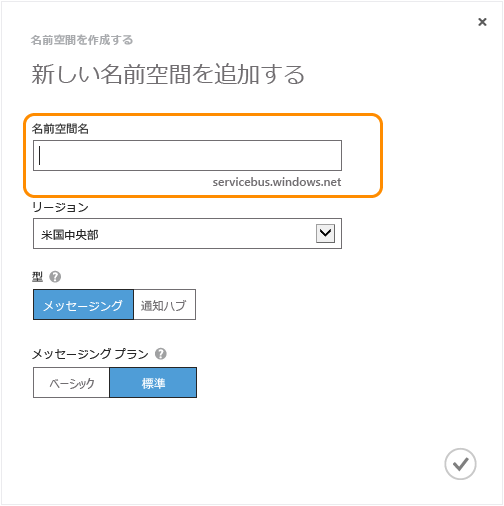 名前空間を作成する
新しい名前空間を追加する
名前空間名
servicebus.windows.net
リージョン
米国中央部
型
メッセージング 通知ハブ
メッセージング プラン
ベーシック 標準